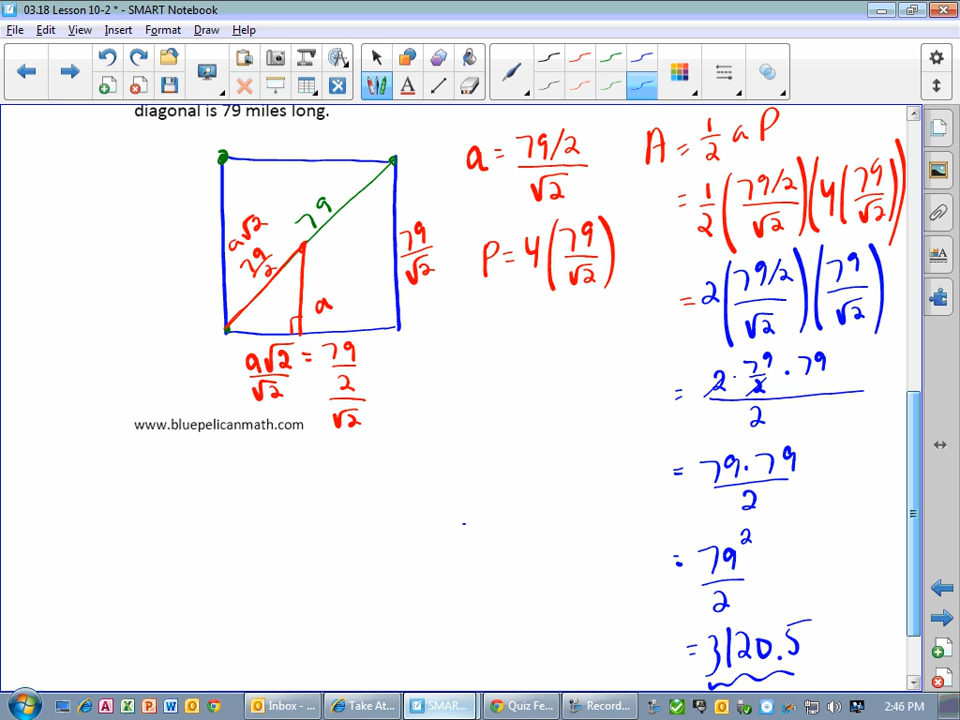 03.18 Lesson 10-2 * - SMART Notebook
File Edit View Insert Format Draw Help
diagonal is 79 miles long.
79
a√2
79/2
a
79/√2
a√2/√2 = 79/2/√2
www.bluepelicanmath.com
a = 79/2/√2
P = 4(79/√2)
A = 1/2 a P
= 1/2 (79/2/√2)(4(79/√2))
= 2(79/2/√2)(79/√2)
= 2 · 79/2 · 79/2
= 79 · 79/2
= 79²/2
= 3120.5
Inbox - ...
Take At...
SMAR...
Quiz Fe...
Record...
2:46 PM